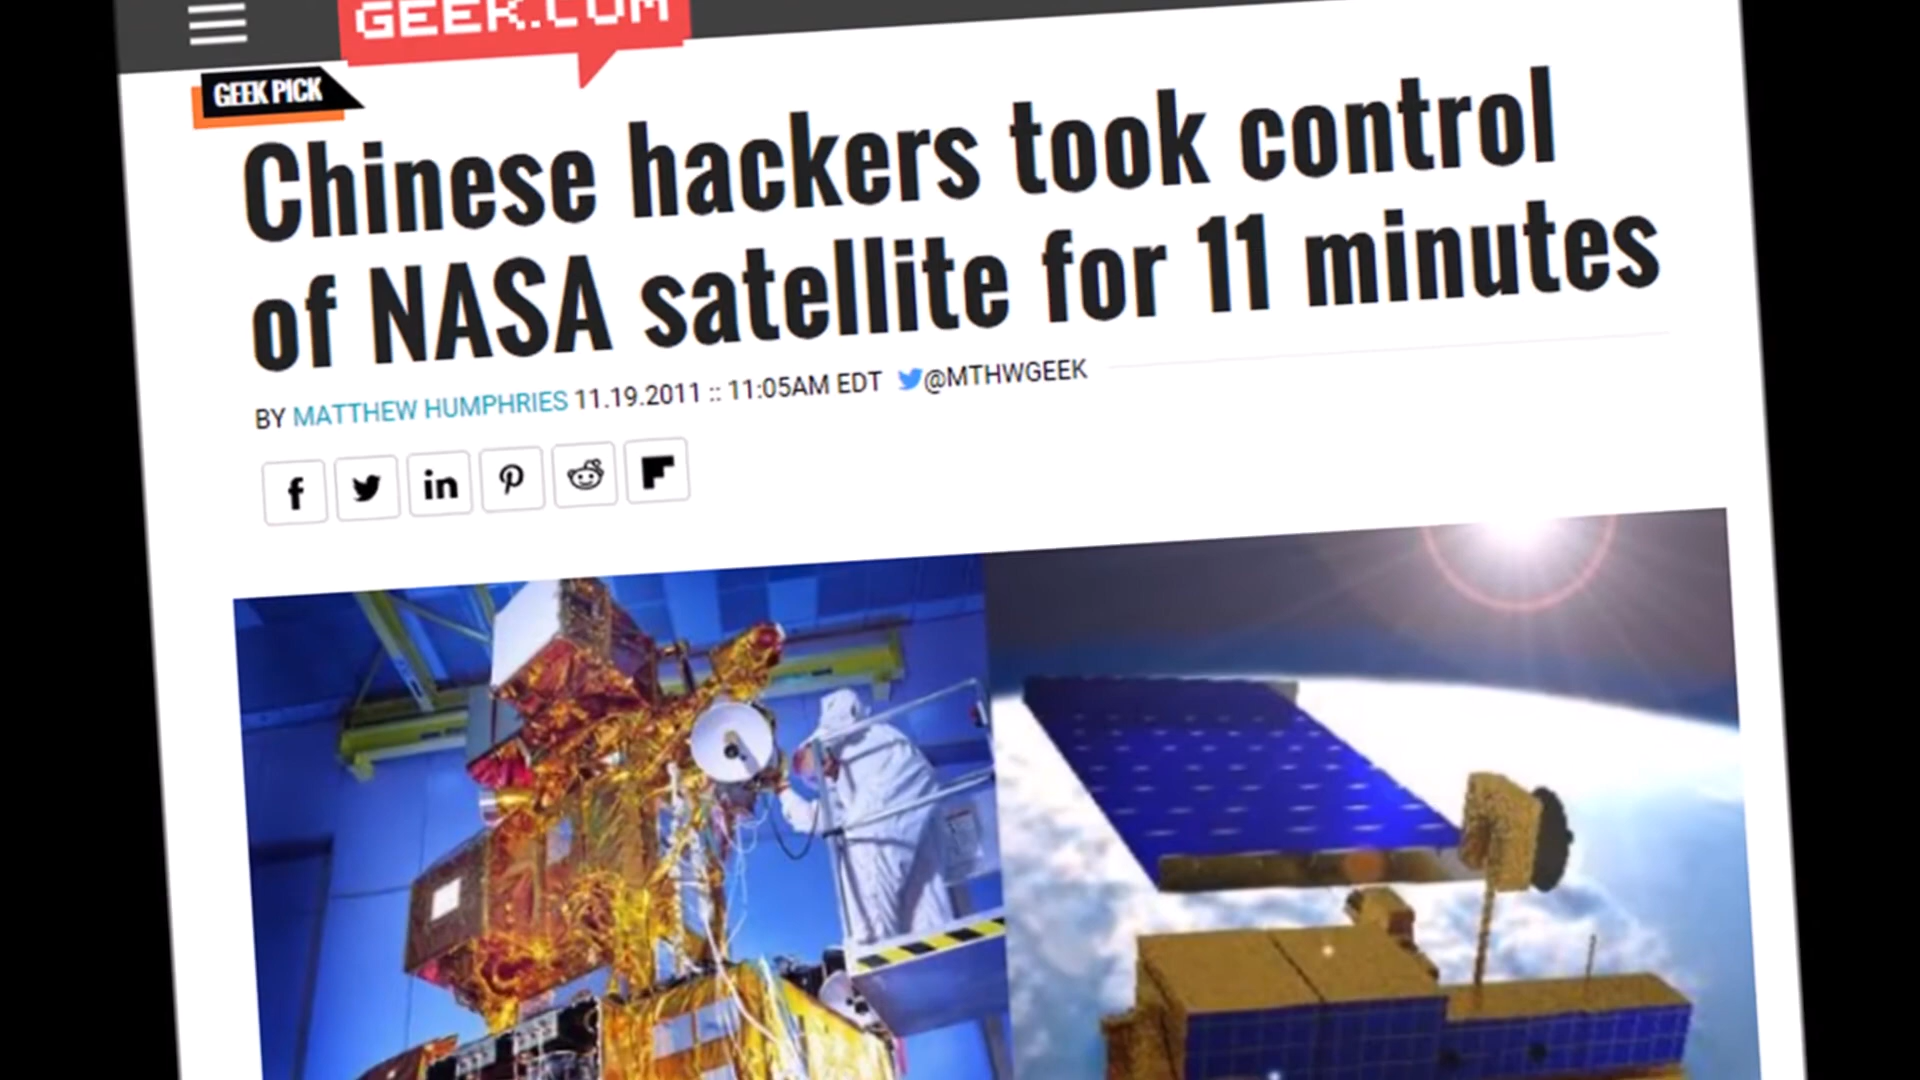 GEEK.COM
GEEK PICK
Chinese hackers took control
of NASA satellite for 11 minutes
BY MATTHEW HUMPHRIES 11.19.2011 :: 11:05AM EDT @MTHWGEEK